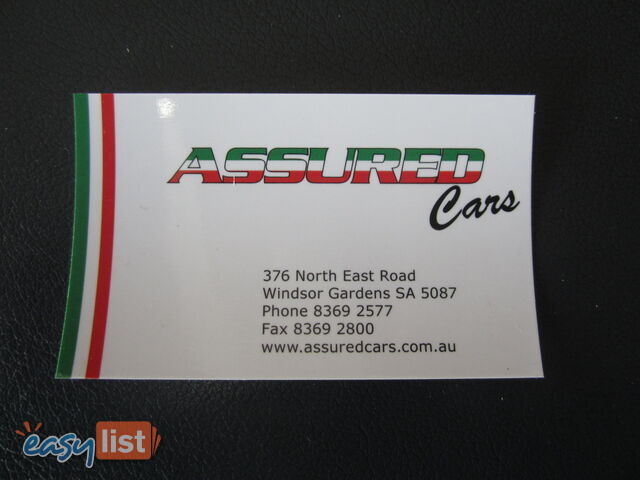 ASSURED
Cars
376 North East Road
Windsor Gardens SA 5087
Phone 8369 2577
Fax 8369 2800
www.assuredcars.com.au
easy list